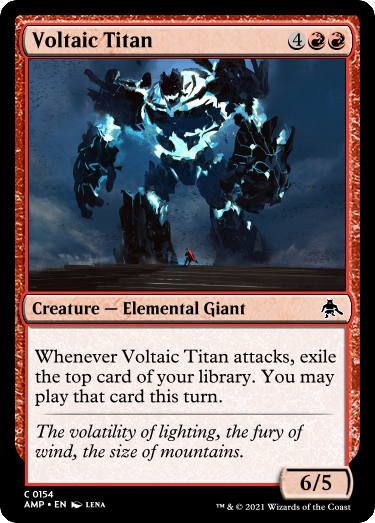 Voltaic Titan 4
Creature — Elemental Giant
Whenever Voltaic Titan attacks, exile
the top card of your library. You may
play that card this turn.
The volatility of lighting, the fury of
wind, the size of mountains.
6/5
C 0154
AMP • EN LENA
™ & © 2021 Wizards of the Coast